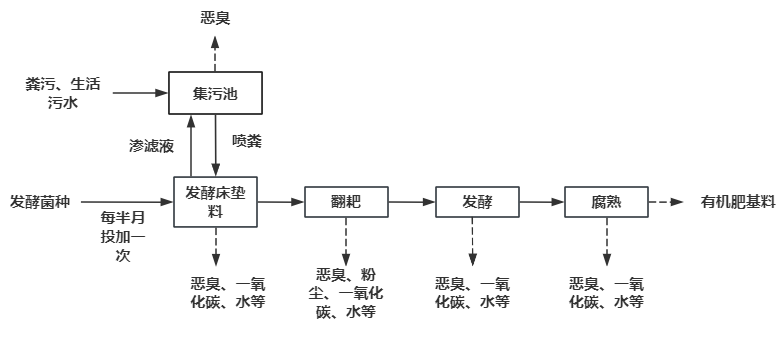 恶臭
粪污、生活
污水
集污池
渗滤液
喷粪
发酵菌种
每半月
投加一
次
发酵床垫
料
翻耙
发酵
腐熟
有机肥基料
恶臭、一氧
化碳、水等
恶臭、粉
尘、一氧化
碳、水等
恶臭、一氧
化碳、水等
恶臭、一氧
化碳、水等